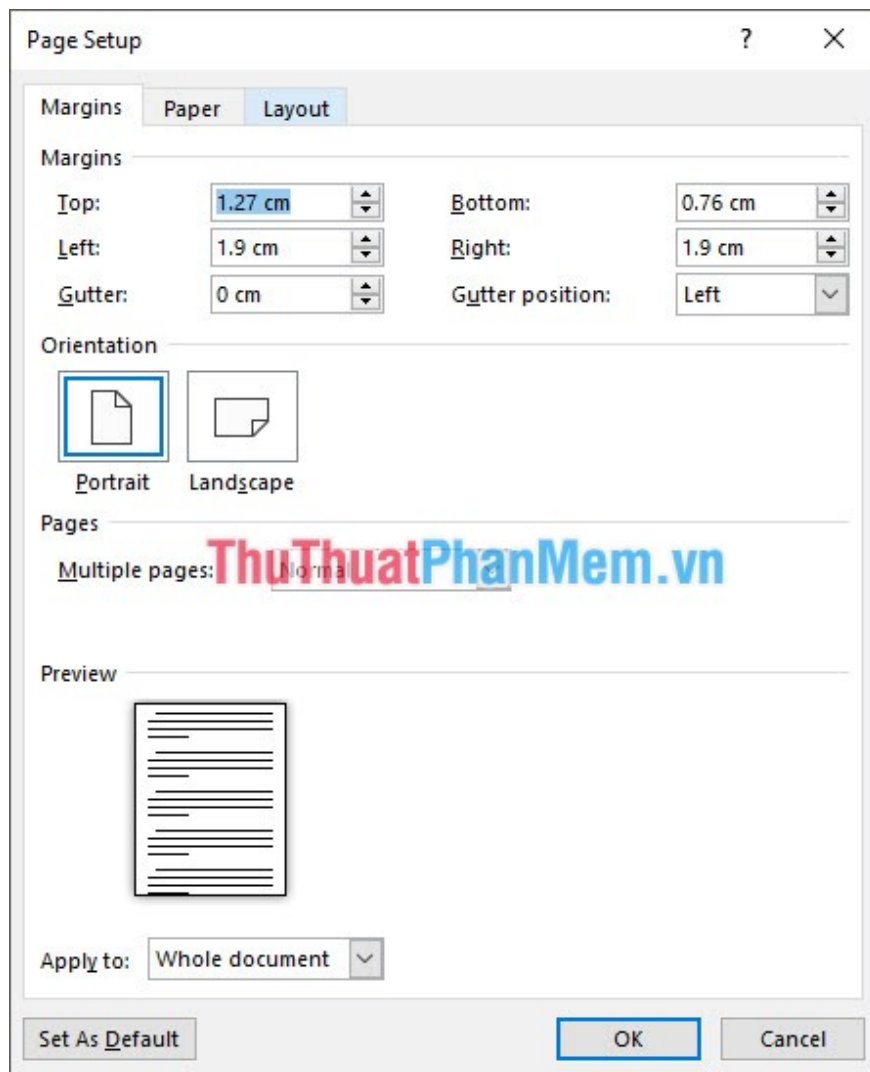 Page Setup ?
Margins Paper Layout
Margins
Top: 1.27 cm Bottom: 0.76 cm
Left: 1.9 cm Right: 1.9 cm
Gutter: 0 cm Gutter position: Left
Orientation
Portrait Landscape
Pages
Multiple pages: Normal
ThuThuatPhanMem.vn
Preview
Apply to: Whole document
Set As Default OK Cancel